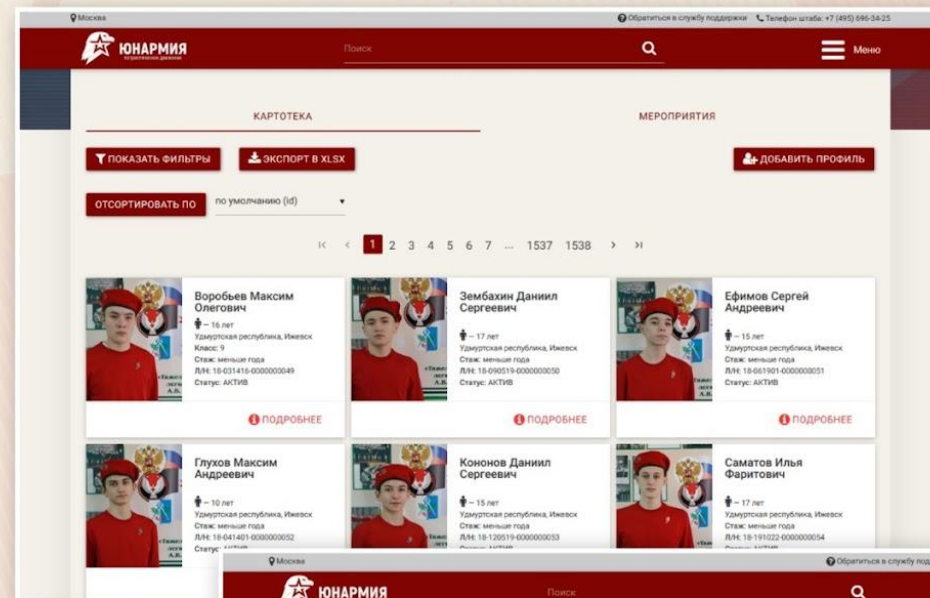 Москва
Обратиться в службу поддержки Телефон штаба: +7 (495) 696-34-25
ЮНАРМИЯ
Поиск
Меню
КАРТОТЕКА
МЕРОПРИЯТИЯ
ПОКАЗАТЬ ФИЛЬТРЫ
ЭКСПОРТ В XLSX
ДОБАВИТЬ ПРОФИЛЬ
ОТСОРТИРОВАТЬ ПО
по умолчанию (id)
1 2 3 4 5 6 7 ... 1537 1538
Воробьев Максим
Олегович
– 16 лет
Удмуртская республика, Ижевск
Класс: 9
Стаж: меньше года
Л/Н: 18-031416-0000000049
Статус: АКТИВ
ПОДРОБНЕЕ
Зембахин Даниил
Сергеевич
– 17 лет
Удмуртская республика, Ижевск
Стаж: меньше года
Л/Н: 18-090519-0000000050
Статус: АКТИВ
ПОДРОБНЕЕ
Ефимов Сергей
Андреевич
– 15 лет
Удмуртская республика, Ижевск
Стаж: меньше года
Л/Н: 18-061901-0000000051
Статус: АКТИВ
ПОДРОБНЕЕ
Глухов Максим
Андреевич
– 10 лет
Удмуртская республика, Ижевск
Стаж: меньше года
Л/Н: 18-041401-0000000052
Статус: АКТИВ
Кононов Даниил
Сергеевич
– 15 лет
Удмуртская республика, Ижевск
Стаж: меньше года
Л/Н: 18-120519-0000000053
Саматов Илья
Фаритович
– 17 лет
Удмуртская республика, Ижевск
Стаж: меньше года
Л/Н: 18-191022-0000000054
Москва
Обратиться в службу под
ЮНАРМИЯ
Поиск